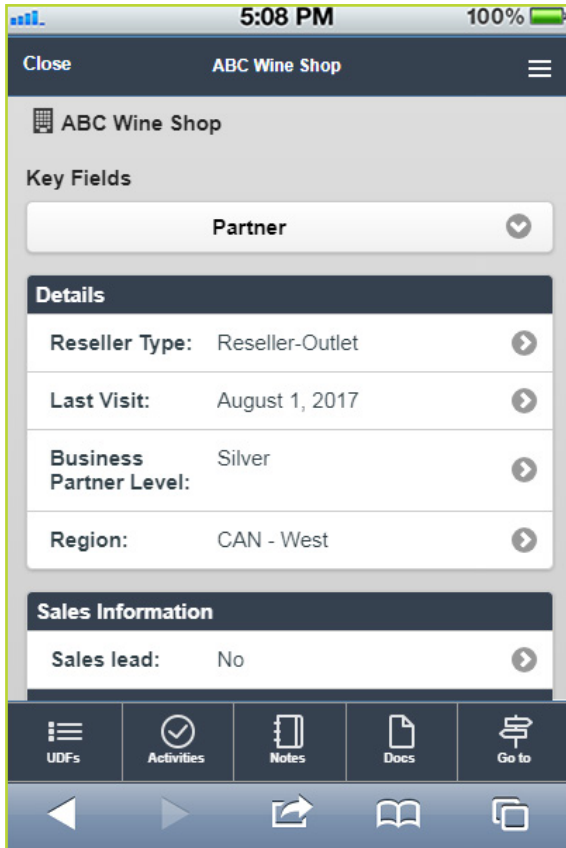 5:08 PM 100%
Close ABC Wine Shop
ABC Wine Shop
Key Fields
Partner
Details
Reseller Type: Reseller-Outlet
Last Visit: August 1, 2017
Business Silver
Partner Level:
Region: CAN - West
Sales Information
Sales lead: No
UDFs Activities Notes Docs Go to